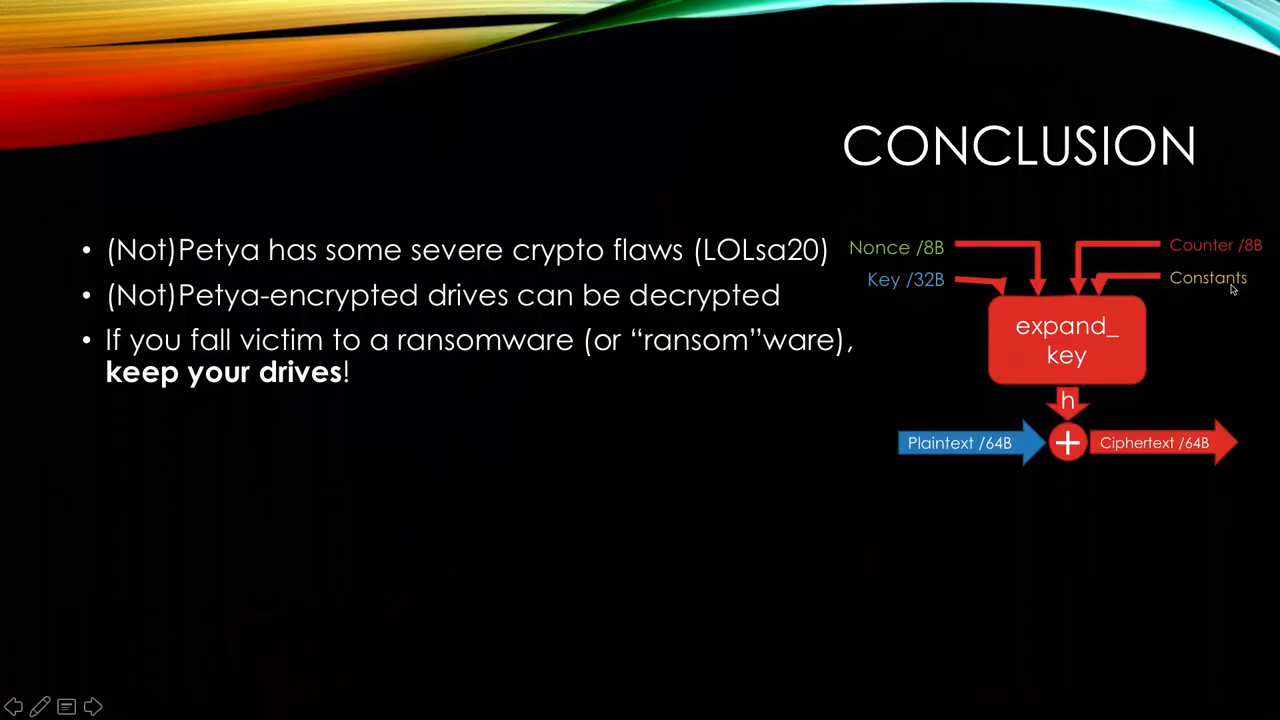 CONCLUSION
• (Not)Petya has some severe crypto flaws (LOLsa20)
• (Not)Petya-encrypted drives can be decrypted
• If you fall victim to a ransomware (or “ransom”ware),
keep your drives!
Nonce /8B
Counter /8B
Key /32B
Constants
expand_
key
h
Plaintext /64B
+
Ciphertext /64B